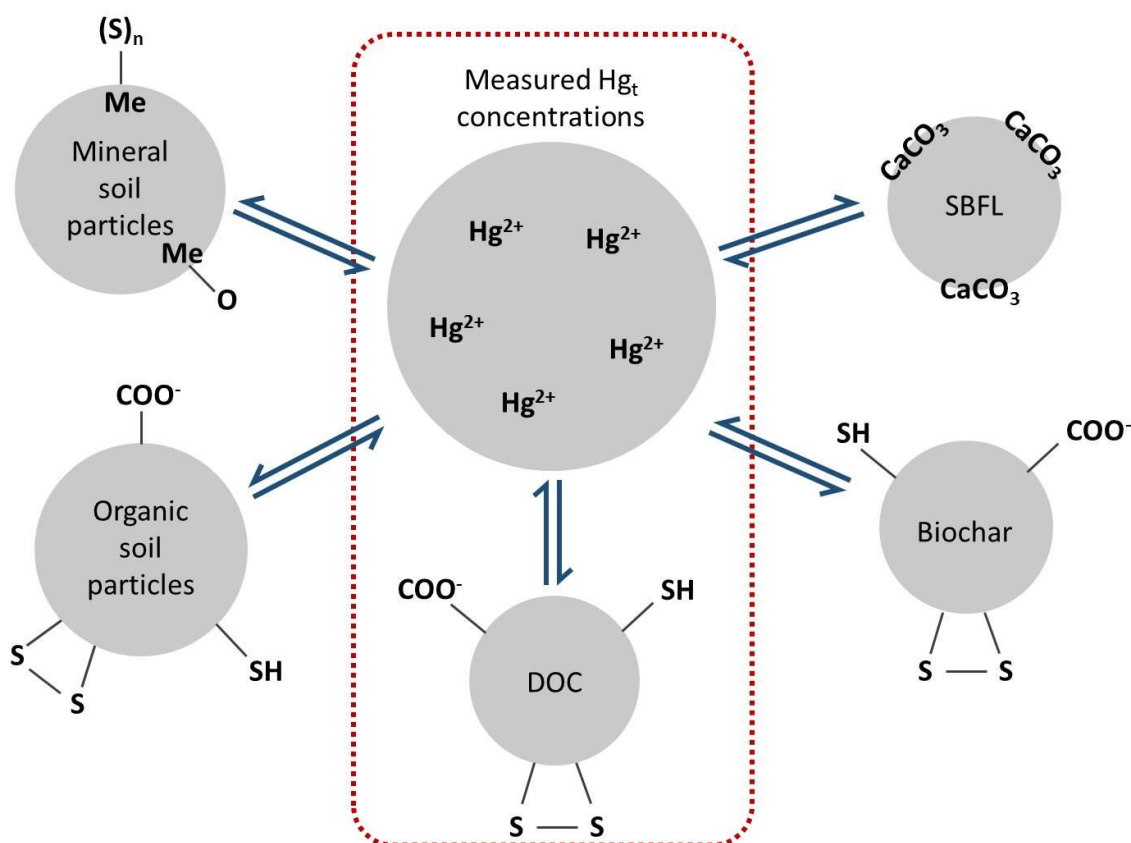 (S)n
Me
Mineral
soil
particles
Me
O
Measured Hgt
concentrations
Hg2+
Hg2+
Hg2+
Hg2+
Hg2+
CaCO3
CaCO3
SBFL
CaCO3
COO-
Organic
soil
particles
S
S
SH
COO-
SH
DOC
S
S
SH
COO-
Biochar
S
S